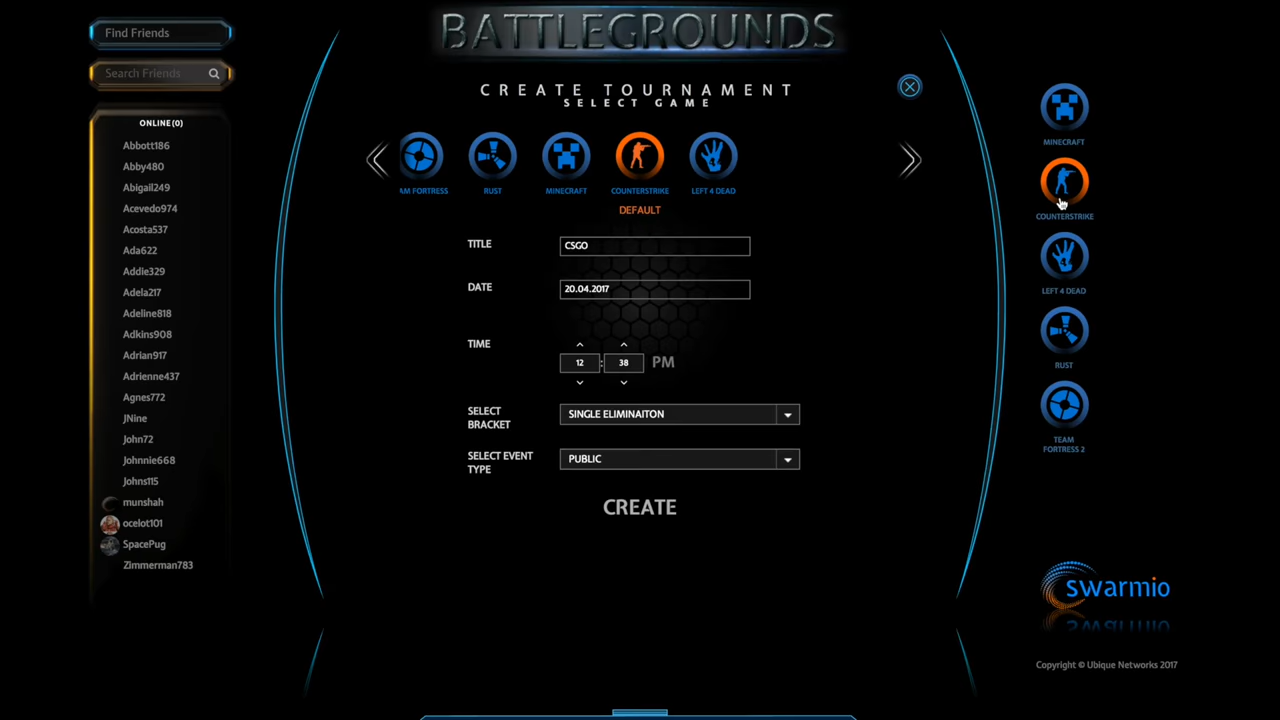 Find Friends
Search Friends
ONLINE(0)
Abbott186
Abby480
Abigail249
Acevedo974
Acosta537
Ada622
Addie329
Adela217
Adeline818
Adkins908
Adrian917
Adrienne437
Agnes772
JNine
John72
Johnnie668
Johns115
munshah
ocelot101
SpacePug
Zimmerman783
BATTLEGROUNDS
CREATE TOURNAMENT
SELECT GAME
AM FORTRESS
RUST
MINECRAFT
COUNTERSTRIKE
LEFT 4 DEAD
DEFAULT
TITLE
CSGO
DATE
20.04.2017
TIME
12 : 38 PM
SELECT
BRACKET
SINGLE ELIMINAITON
SELECT EVENT
TYPE
PUBLIC
CREATE
MINECRAFT
COUNTERSTRIKE
LEFT 4 DEAD
RUST
TEAM
FORTRESS 2
swarmio
Copyright © Ubique Networks 2017